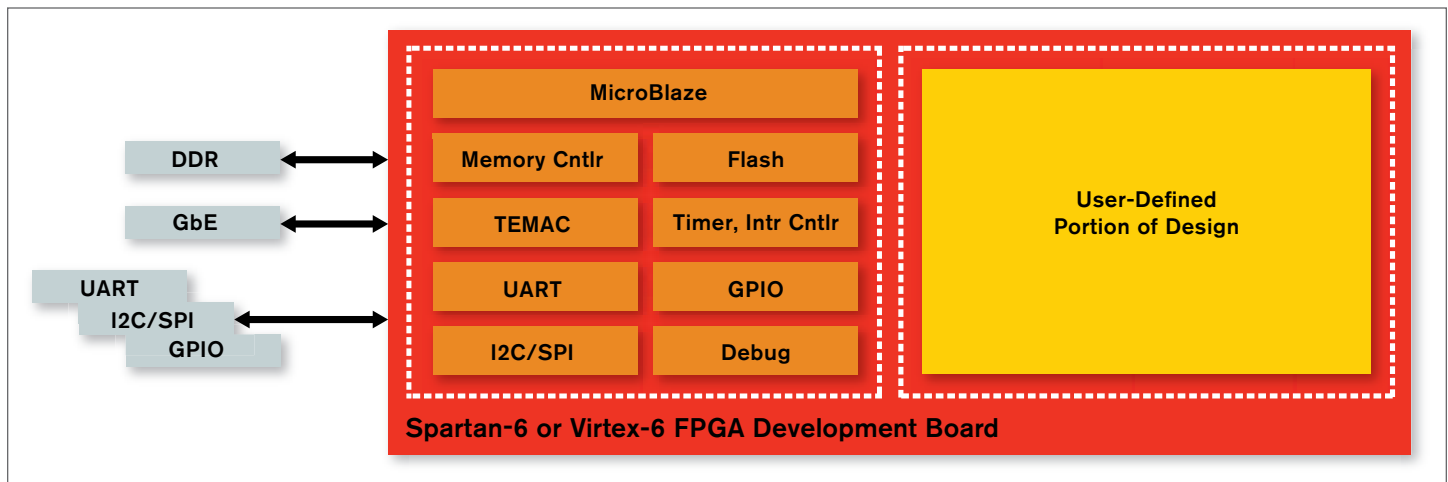 DDR
GbE
UART
I2C/SPI
GPIO
MicroBlaze
Memory Cntlr
Flash
TEMAC
Timer, Intr Cntlr
UART
GPIO
I2C/SPI
Debug
User-Defined
Portion of Design
Spartan-6 or Virtex-6 FPGA Development Board